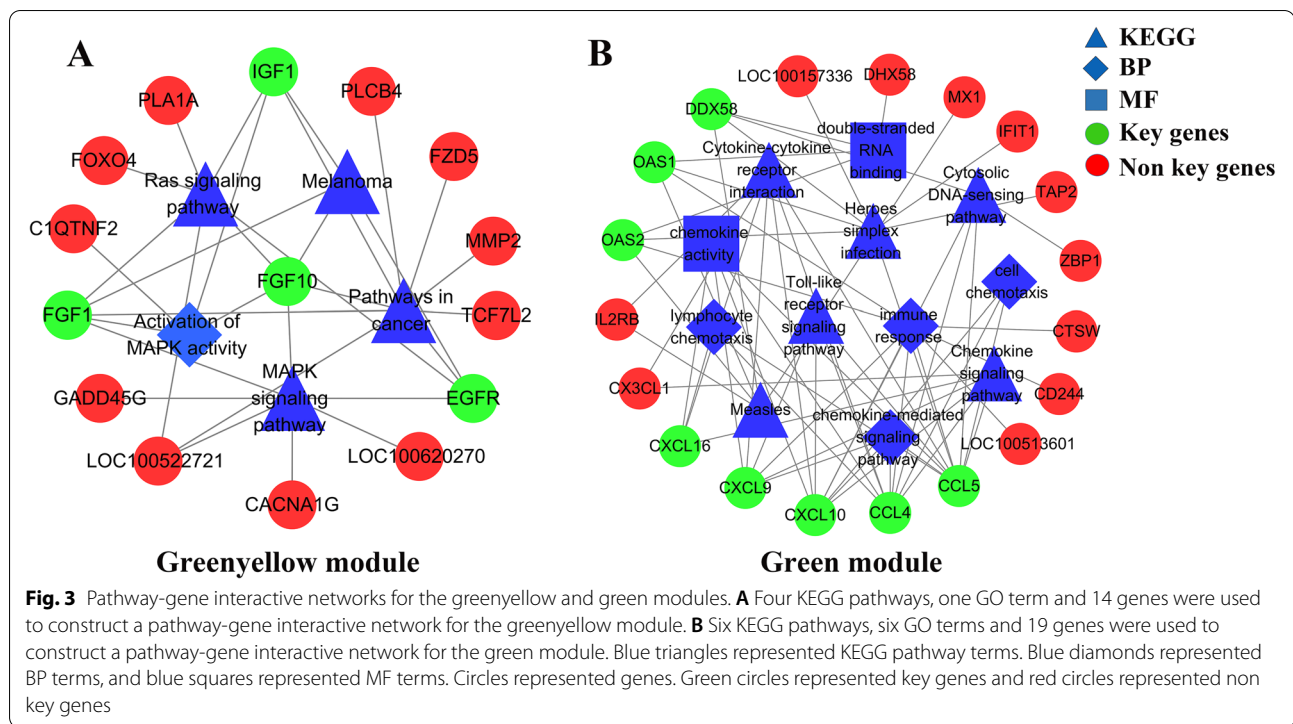 A
IGF1
PLA1A
PLCB4
FOXO4
FZD5
Ras signaling
pathway
Melanoma
C1QTNF2
MMP2
FGF10
Pathways in
cancer
FGF1
TCF7L2
Activation of
MAPK activity
MAPK
signaling
pathway
GADD45G
EGFR
LOC100522721
LOC100620270
CACNA1G
Greenyellow module
B
LOC100157336
DHX58
DDX58
MX1
double-stranded
RNA
binding
IFIT1
OAS1
Cytokine-cytokine
receptor
interaction
Cytosolic
DNA-sensing
pathway
TAP2
Herpes
simplex
infection
OAS2
chemokine
activity
ZBP1
cell
chemotaxis
Toll-like
receptor
signaling
pathway
IL2RB
lymphocyte
chemotaxis
immune
response
CTSW
Chemokine
signaling
pathway
CX3CL1
CD244
Measles
chemokine-mediated
signaling
pathway
CXCL16
LOC100513601
CXCL9
CCL5
CXCL10
CCL4
Green module
KEGG
BP
MF
Key genes
Non key genes
Fig. 3 Pathway-gene interactive networks for the greenyellow and green modules. A Four KEGG pathways, one GO term and 14 genes were used
to construct a pathway-gene interactive network for the greenyellow module. B Six KEGG pathways, six GO terms and 19 genes were used to
construct a pathway-gene interactive network for the green module. Blue triangles represented KEGG pathway terms. Blue diamonds represented
BP terms, and blue squares represented MF terms. Circles represented genes. Green circles represented key genes and red circles represented non
key genes